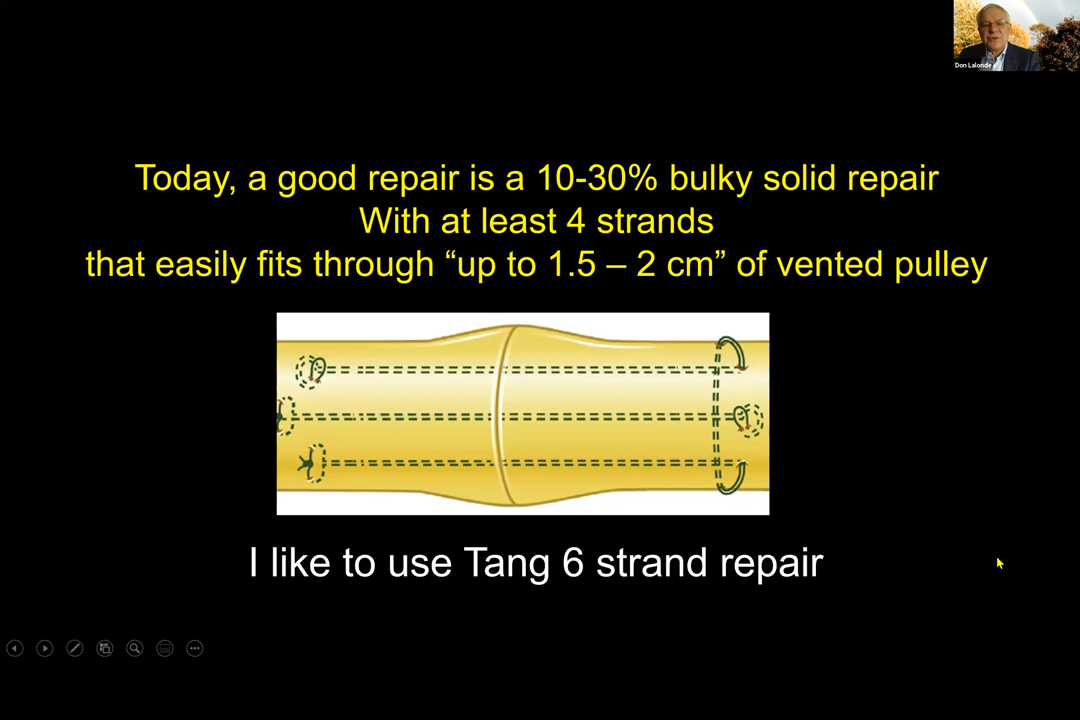 Don Lalonde
Today, a good repair is a 10-30% bulky solid repair
With at least 4 strands
that easily fits through “up to 1.5 – 2 cm” of vented pulley
I like to use Tang 6 strand repair